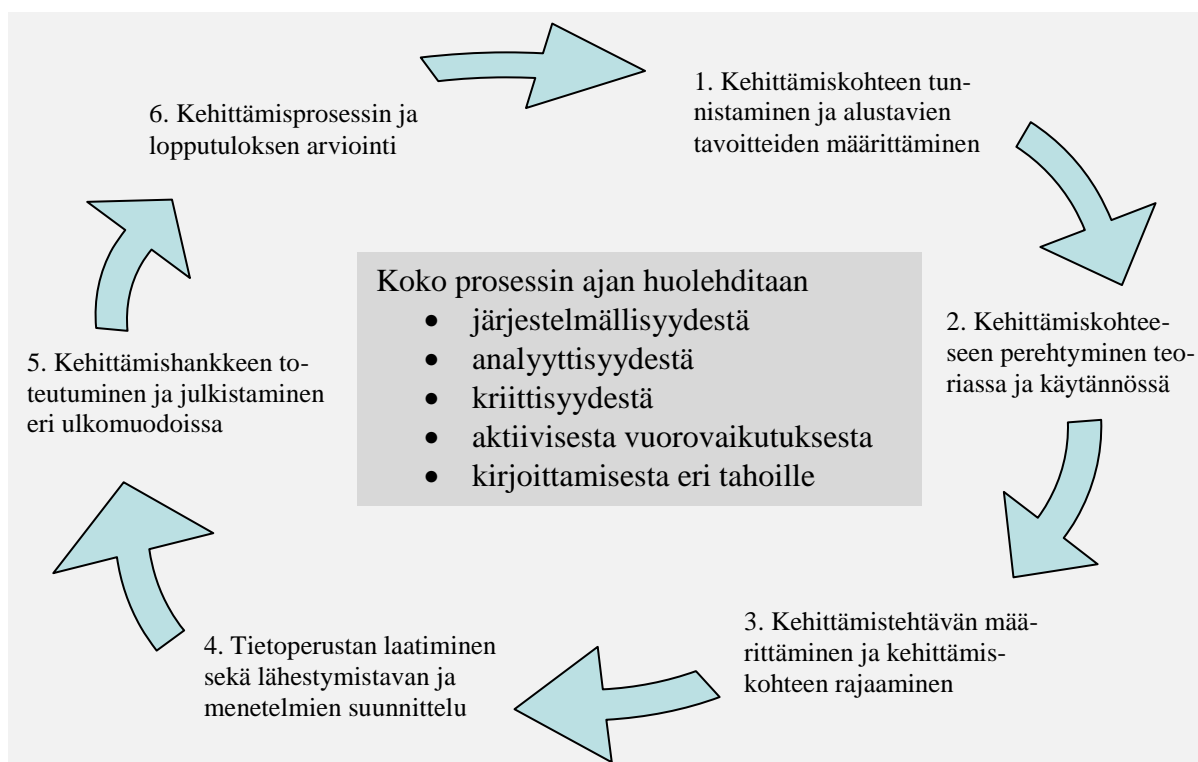 1. Kehittämiskohteen tun-
nistaminen ja alustavien
tavoitteiden määrittäminen
2. Kehittämiskohtee-
seen perehtyminen teo-
riassa ja käytännössä
3. Kehittämistehtävän mää-
rittäminen ja kehittämis-
kohteen rajaaminen
4. Tietoperustan laatiminen
sekä lähestymistavan ja
menetelmien suunnittelu
5. Kehittämishankkeen to-
teutuminen ja julkistaminen
eri ulkomuodoissa
6. Kehittämisprosessin ja
lopputuloksen arviointi
Koko prosessin ajan huolehditaan
• järjestelmällisyydestä
• analyyttisyydestä
• kriittisyydestä
• aktiivisesta vuorovaikutuksesta
• kirjoittamisesta eri tahoille